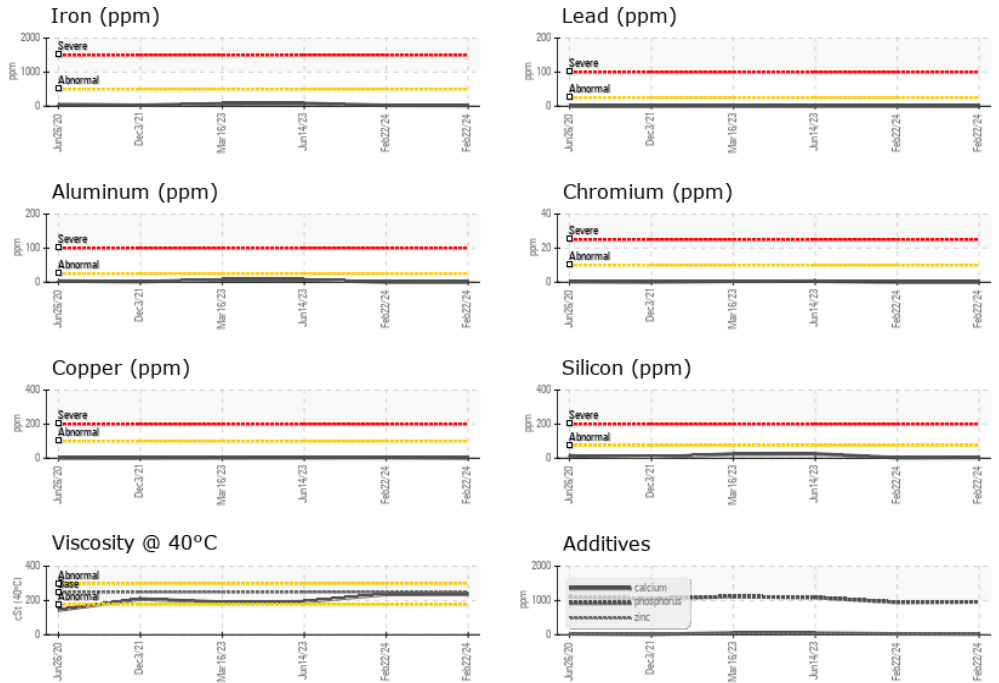 Iron (ppm)
2000
Severe
1000
Abnormal
0
ppm
Jun26/20
Dec3/21
Mar16/23
Jun14/23
Feb22/24
Feb22/24
Lead (ppm)
200
Severe
100
Abnormal
0
ppm
Jun26/20
Dec3/21
Mar16/23
Jun14/23
Feb22/24
Feb22/24
Aluminum (ppm)
200
Severe
100
Abnormal
0
ppm
Jun26/20
Dec3/21
Mar16/23
Jun14/23
Feb22/24
Feb22/24
Chromium (ppm)
40
Severe
20
Abnormal
0
ppm
Jun26/20
Dec3/21
Mar16/23
Jun14/23
Feb22/24
Feb22/24
Copper (ppm)
400
Severe
200
Abnormal
0
ppm
Jun26/20
Dec3/21
Mar16/23
Jun14/23
Feb22/24
Feb22/24
Silicon (ppm)
400
Severe
200
Abnormal
0
ppm
Jun26/20
Dec3/21
Mar16/23
Jun14/23
Feb22/24
Feb22/24
Viscosity @ 40°C
400
Abnormal
Base
200
Abnormal
0
cSt (40°C)
Jun26/20
Dec3/21
Mar16/23
Jun14/23
Feb22/24
Feb22/24
Additives
2000
calcium
1000
phosphorus
zinc
0
ppm
Jun26/20
Dec3/21
Mar16/23
Jun14/23
Feb22/24
Feb22/24